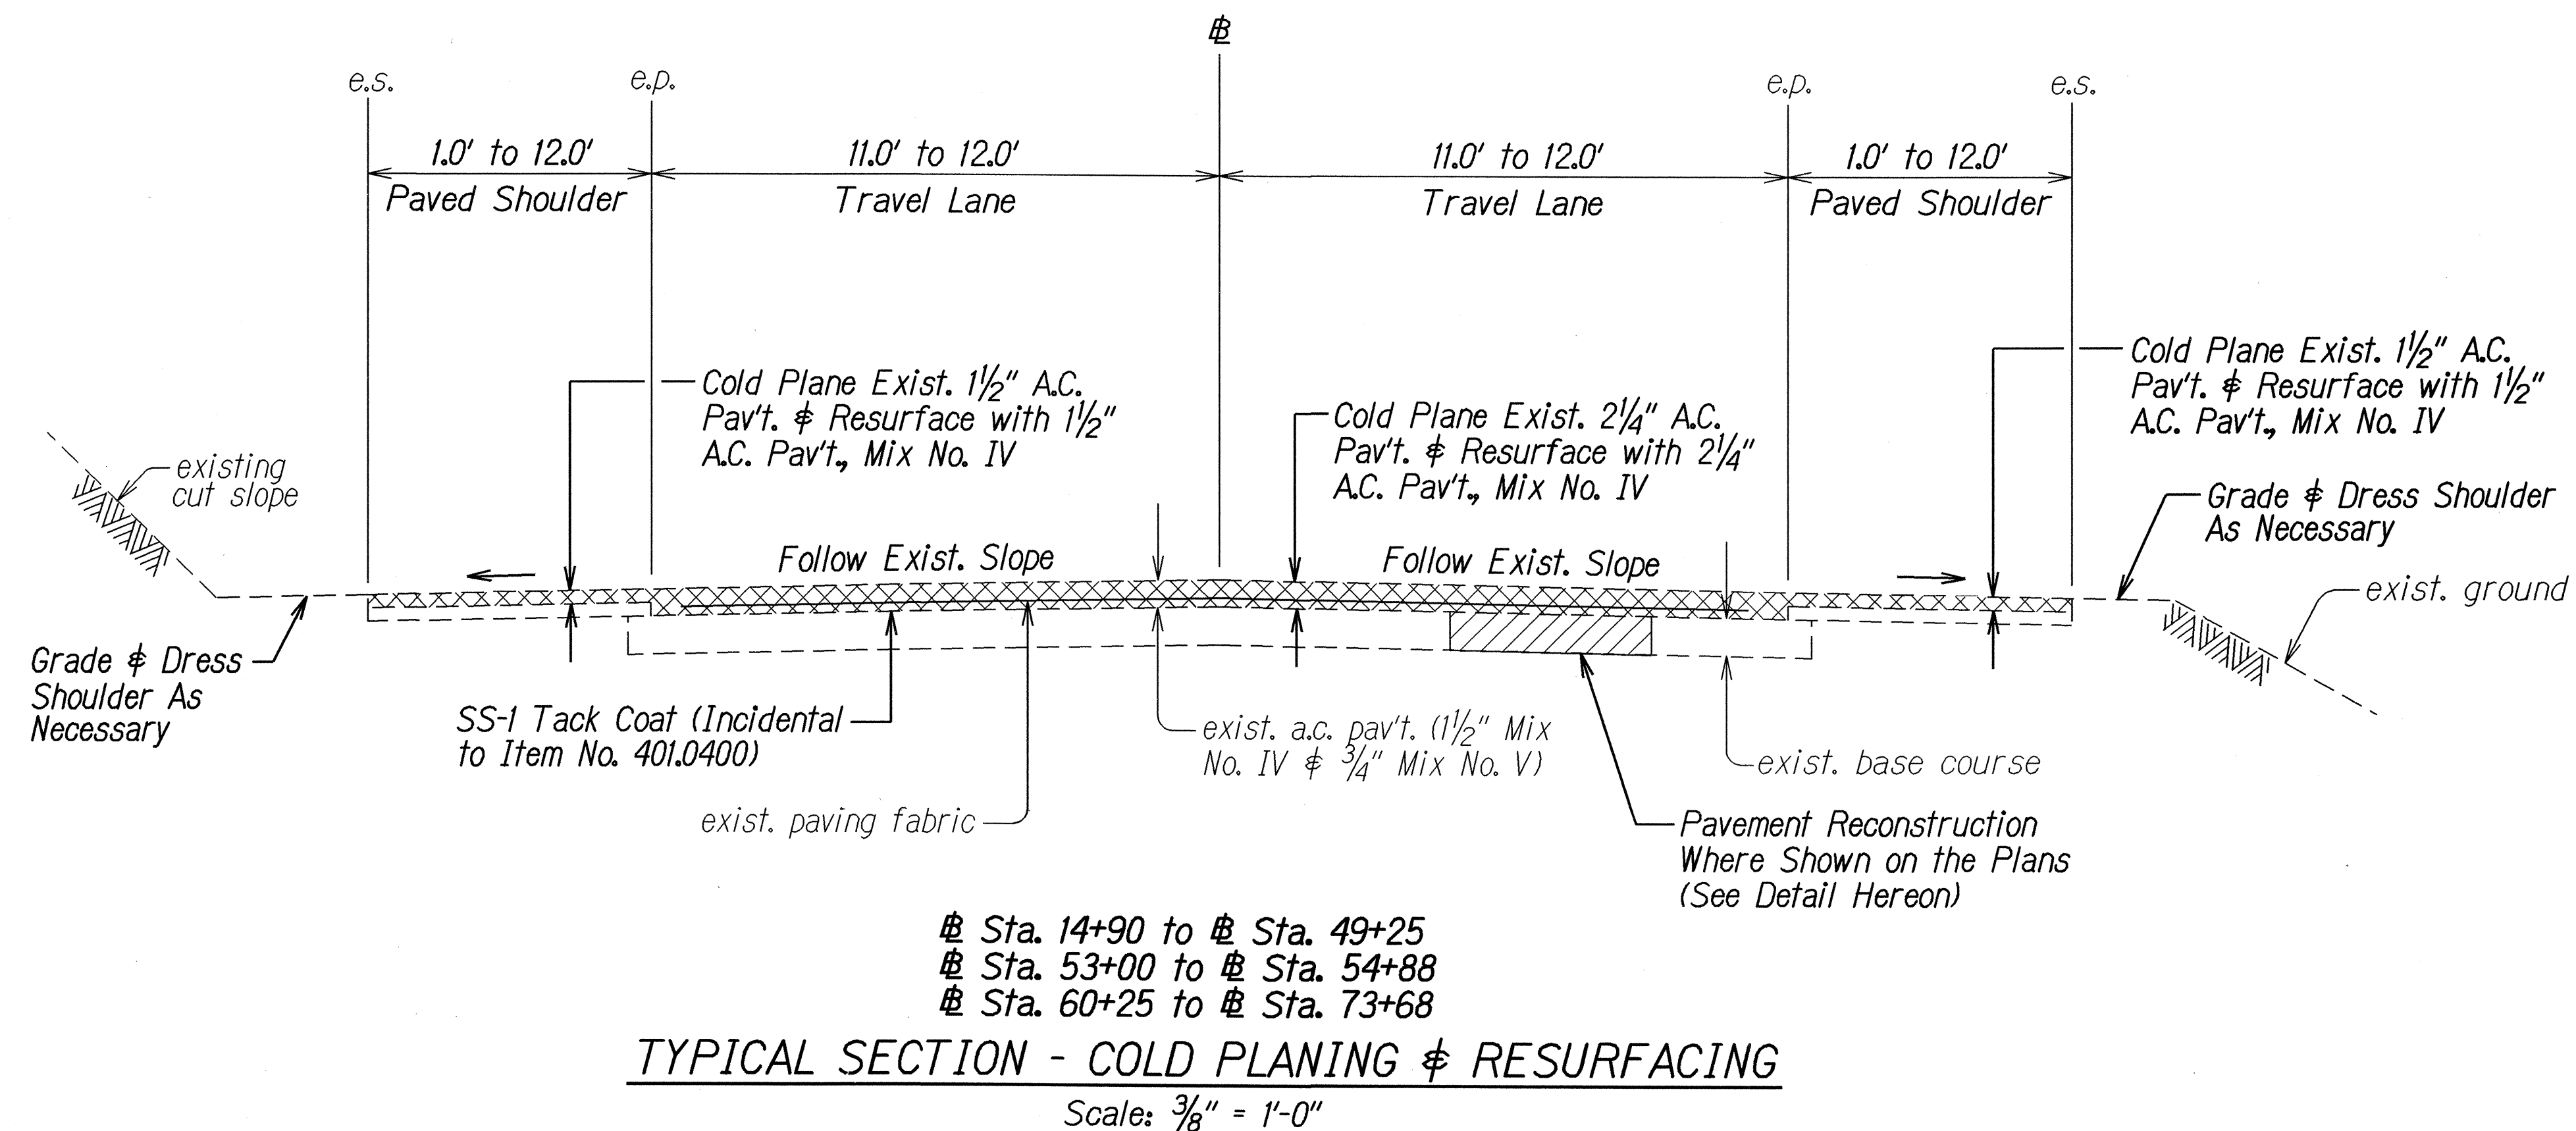 ℄
e.s.
e.p.
e.p.
e.s.
1.0' to 12.0'
11.0' to 12.0'
11.0' to 12.0'
1.0' to 12.0'
Paved Shoulder
Travel Lane
Travel Lane
Paved Shoulder
Cold Plane Exist. 1½" A.C.
Pav't. & Resurface with 1½"
A.C. Pav't., Mix No. IV
Cold Plane Exist. 2¼" A.C.
Pav't. & Resurface with 2¼"
A.C. Pav't., Mix No. IV
Cold Plane Exist. 1½" A.C.
Pav't. & Resurface with 1½"
A.C. Pav't., Mix No. IV
existing
cut slope
Grade & Dress Shoulder
As Necessary
Follow Exist. Slope
Follow Exist. Slope
exist. ground
Grade & Dress
Shoulder As
Necessary
SS-1 Tack Coat (Incidental
to Item No. 401.0400)
exist. a.c. pav't. (1½" Mix
No. IV & ¾" Mix No. V)
exist. base course
exist. paving fabric
Pavement Reconstruction
Where Shown on the Plans
(See Detail Hereon)
BL Sta. 14+90 to BL Sta. 49+25
BL Sta. 53+00 to BL Sta. 54+88
BL Sta. 60+25 to BL Sta. 73+68
TYPICAL SECTION - COLD PLANING & RESURFACING
Scale: ⅜" = 1'-0"